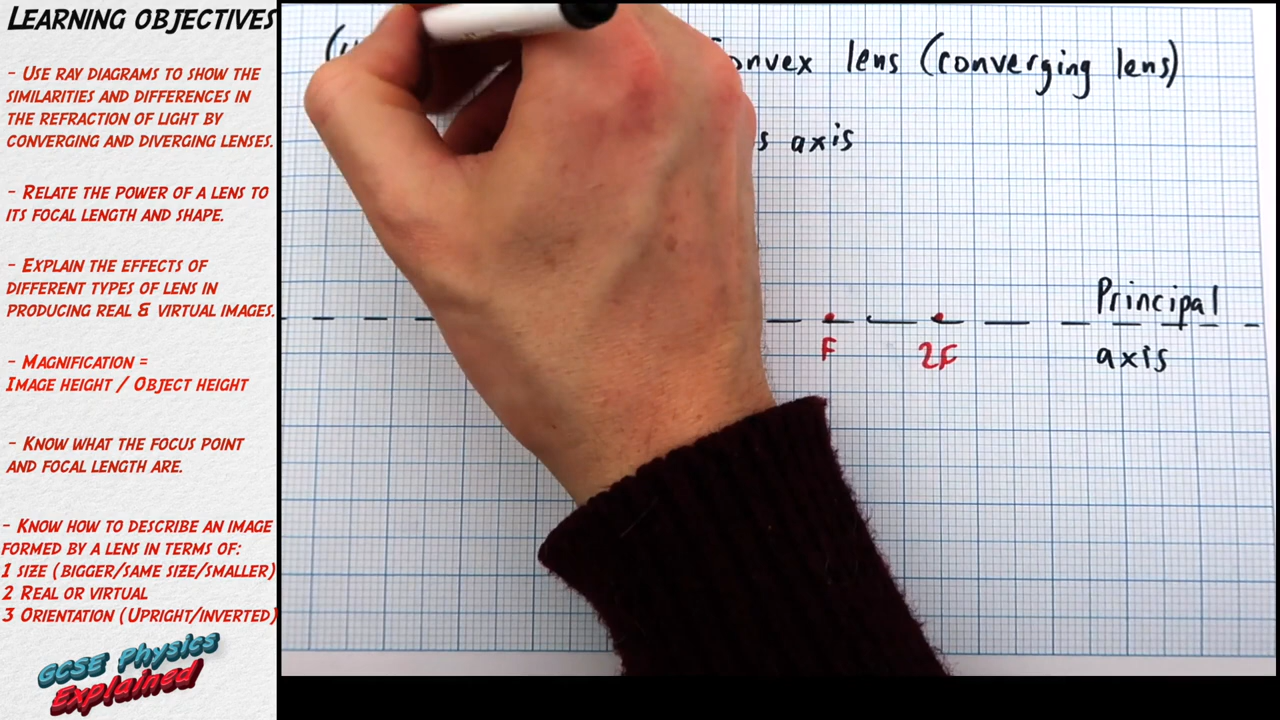 LEARNING OBJECTIVES
- USE RAY DIAGRAMS TO SHOW THE
SIMILARITIES AND DIFFERENCES IN
THE REFRACTION OF LIGHT BY
CONVERGING AND DIVERGING LENSES.
- RELATE THE POWER OF A LENS TO
ITS FOCAL LENGTH AND SHAPE.
- EXPLAIN THE EFFECTS OF
DIFFERENT TYPES OF LENS IN
PRODUCING REAL & VIRTUAL IMAGES.
- MAGNIFICATION =
IMAGE HEIGHT / OBJECT HEIGHT
- KNOW WHAT THE FOCUS POINT
AND FOCAL LENGTH ARE.
- KNOW HOW TO DESCRIBE AN IMAGE
FORMED BY A LENS IN TERMS OF:
1 SIZE (BIGGER/SAME SIZE/SMALLER)
2 REAL OR VIRTUAL
3 ORIENTATION (UPRIGHT/INVERTED)
GCSE Physics
Explained
onvex lens (converging lens)
s axis
Principal
axis
F
2F